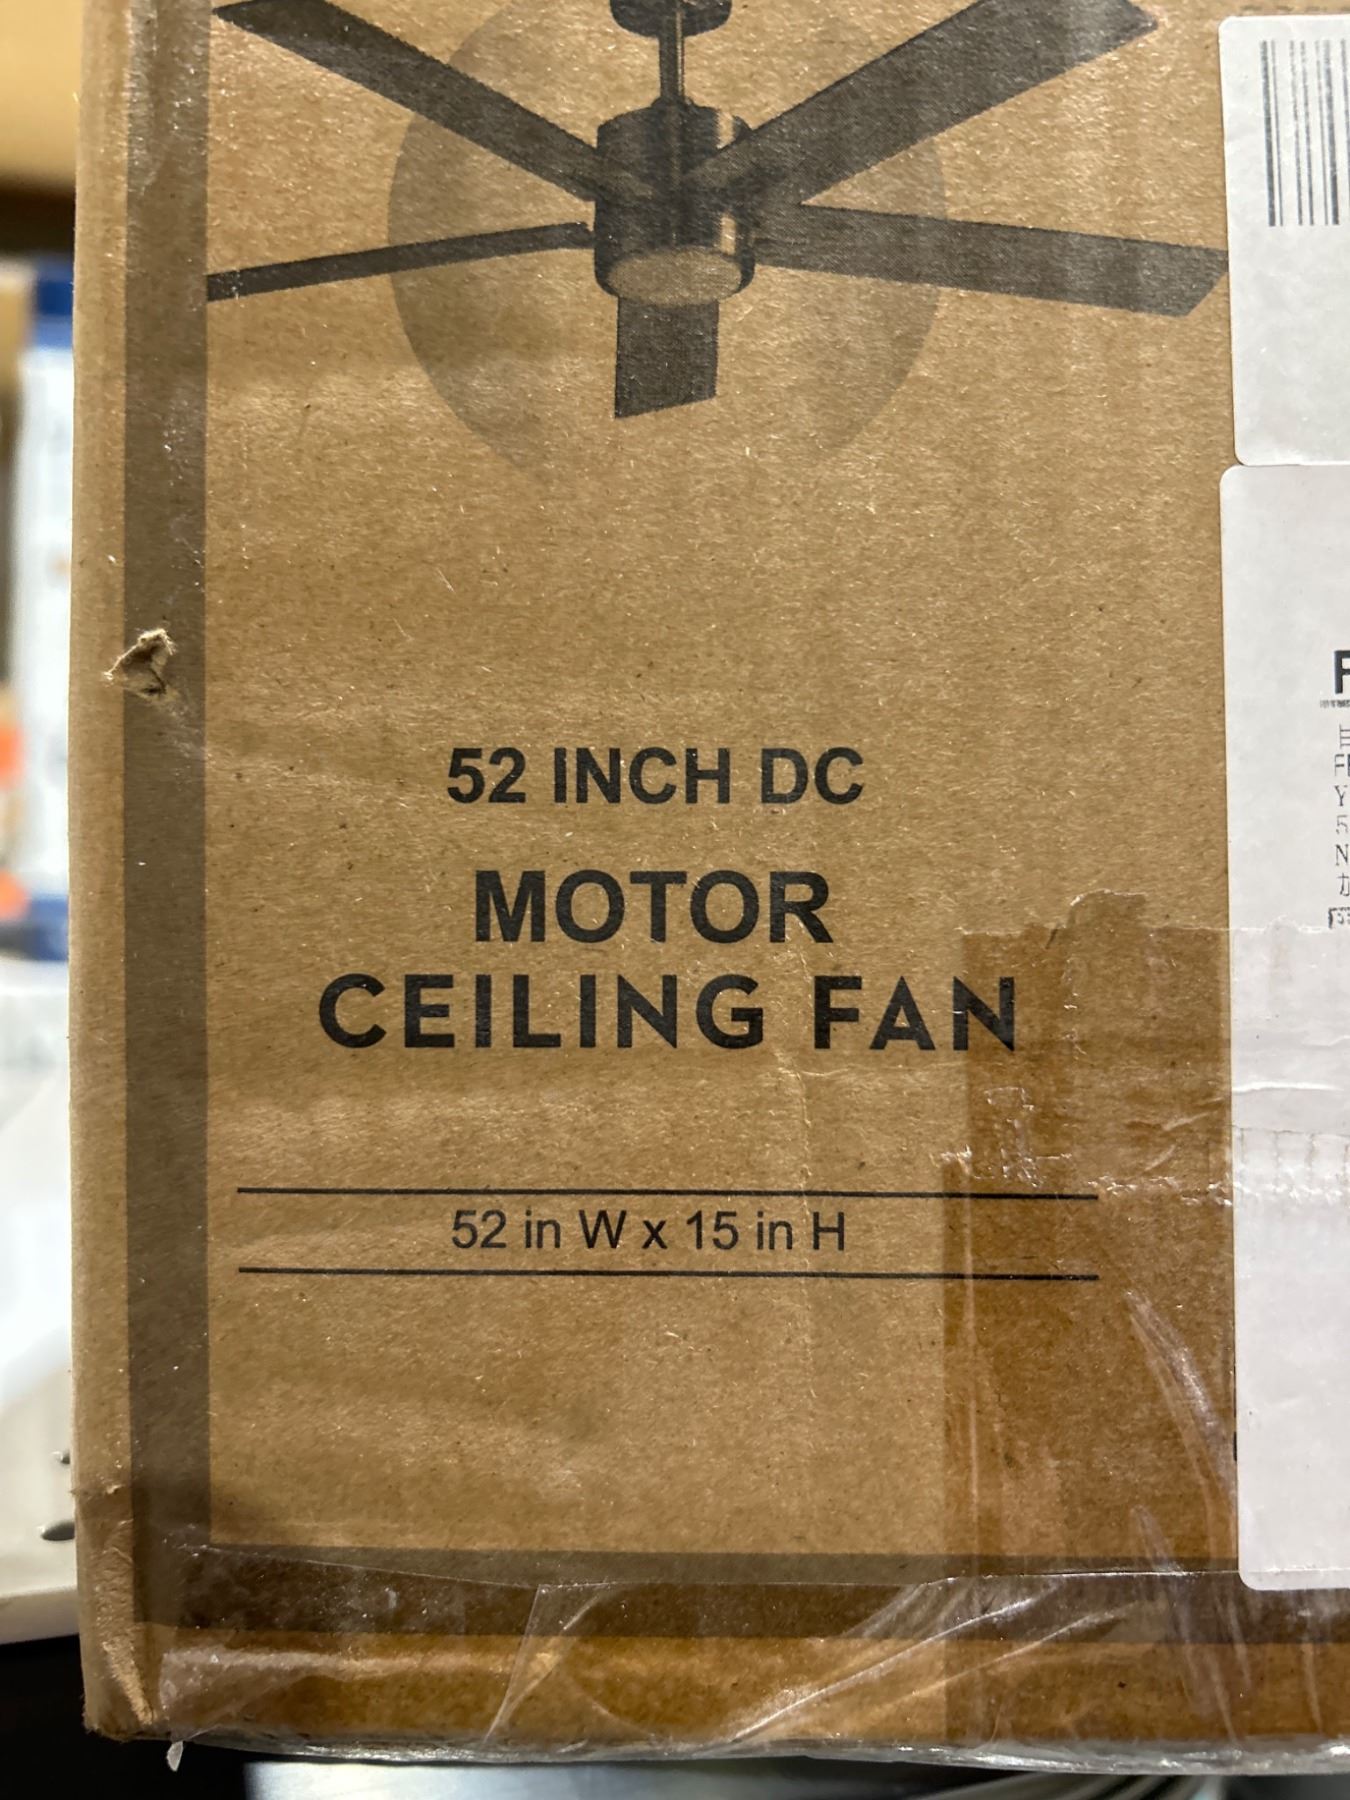 52 INCH DC
MOTOR
CEILING FAN
52 in W x 15 in H